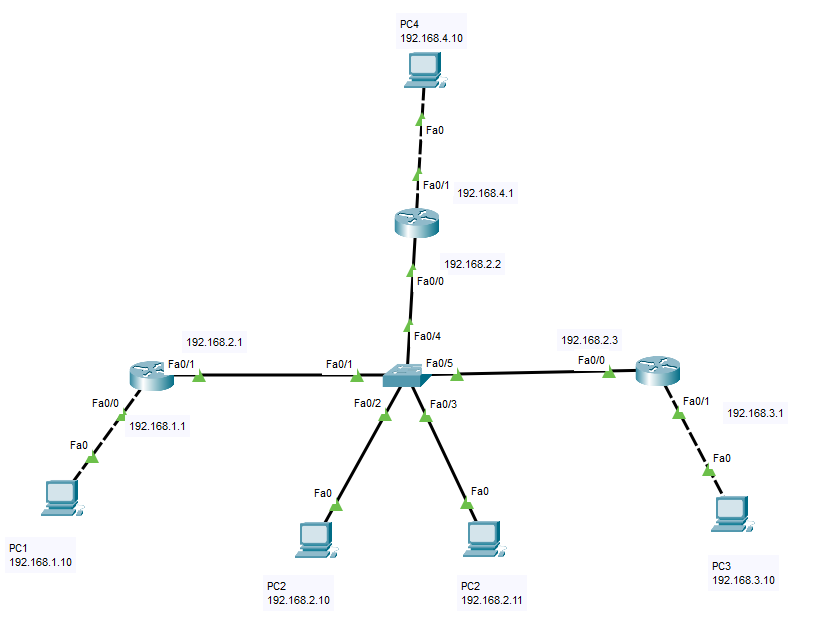 PC4
192.168.4.10
Fa0
Fa0/1
192.168.4.1
192.168.2.2
Fa0/0
Fa0/4
192.168.2.1
192.168.2.3
Fa0/1
Fa0/1
Fa0/5
Fa0/0
Fa0/0
Fa0/2
Fa0/3
Fa0/1
192.168.3.1
192.168.1.1
Fa0
Fa0
Fa0
Fa0
PC1
192.168.1.10
PC2
192.168.2.10
PC2
192.168.2.11
PC3
192.168.3.10